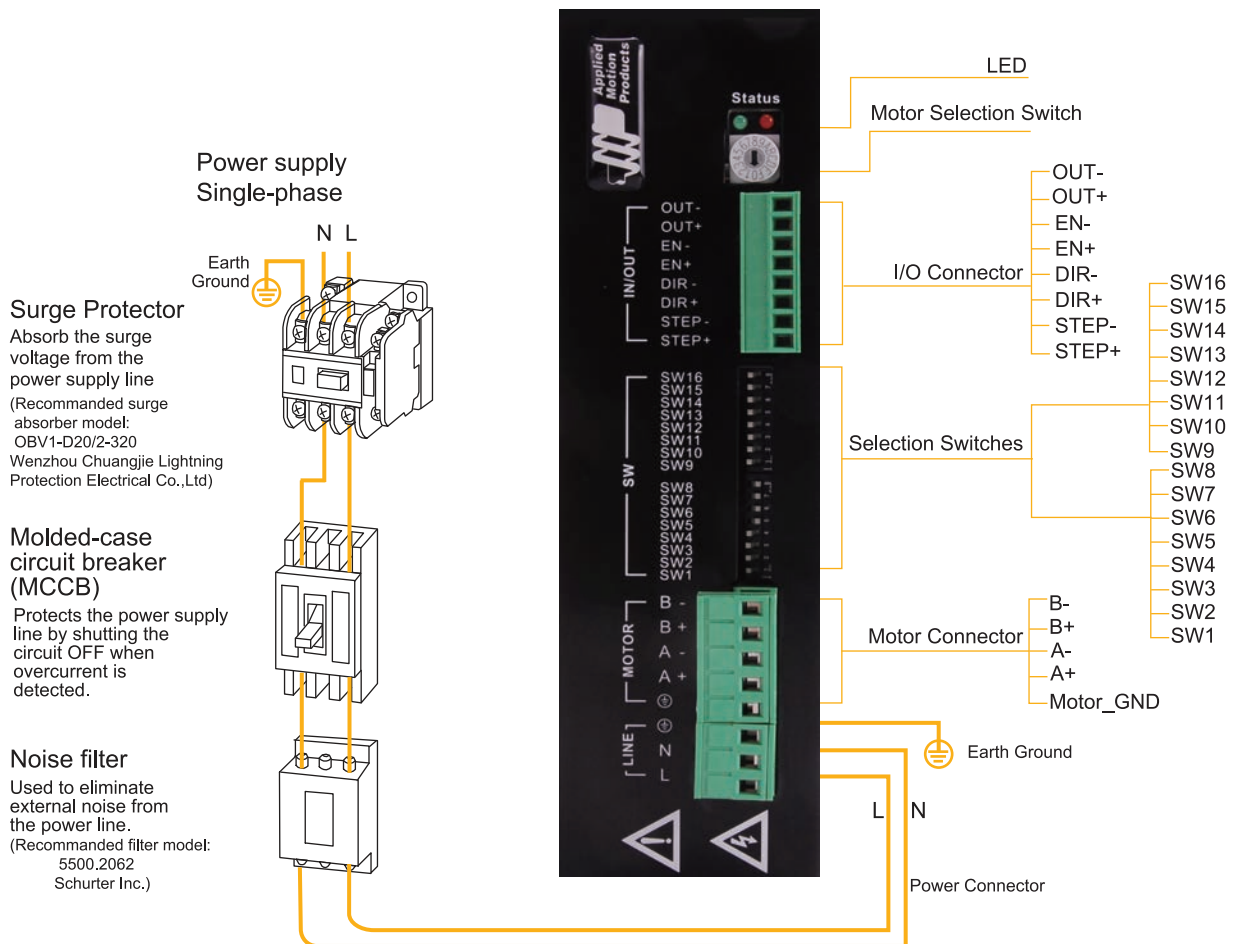 Power supply
Single-phase
N L
Earth
Ground
Surge Protector
Absorb the surge
voltage from the
power supply line
(Recommanded surge
absorber model:
OBV1-D20/2-320
Wenzhou Chuangjie Lightning
Protection Electrical Co.,Ltd)
Molded-case
circuit breaker
(MCCB)
Protects the power supply
line by shutting the
circuit OFF when
overcurrent is
detected.
Noise filter
Used to eliminate
external noise from
the power line.
(Recommanded filter model:
5500.2062
Schurter Inc.)
Applied
Motion
Products
Status
IN/OUT
OUT-
OUT+
EN-
EN+
DIR-
DIR+
STEP-
STEP+
SW
SW16
SW15
SW14
SW13
SW12
SW11
SW10
SW9
SW8
SW7
SW6
SW5
SW4
SW3
SW2
SW1
MOTOR
B -
B +
A -
A +
LINE
N
L
LED
Motor Selection Switch
I/O Connector
OUT-
OUT+
EN-
EN+
DIR-
DIR+
STEP-
STEP+
Selection Switches
SW16
SW15
SW14
SW13
SW12
SW11
SW10
SW9
SW8
SW7
SW6
SW5
SW4
SW3
SW2
SW1
Motor Connector
B-
B+
A-
A+
Motor_GND
Earth Ground
L N
Power Connector